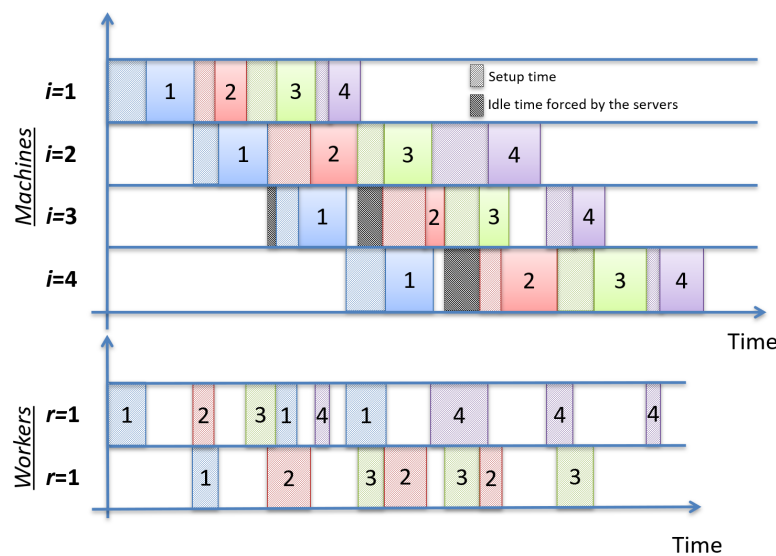 Setup time
Idle time forced by the servers
Machines
i=1
1 2 3 4
i=2
1 2 3 4
i=3
1 2 3 4
i=4
1 2 3 4
Time
Workers
r=1
1 2 3 1 4 1 4 4 4
r=1
1 2 3 2 3 2 3
Time